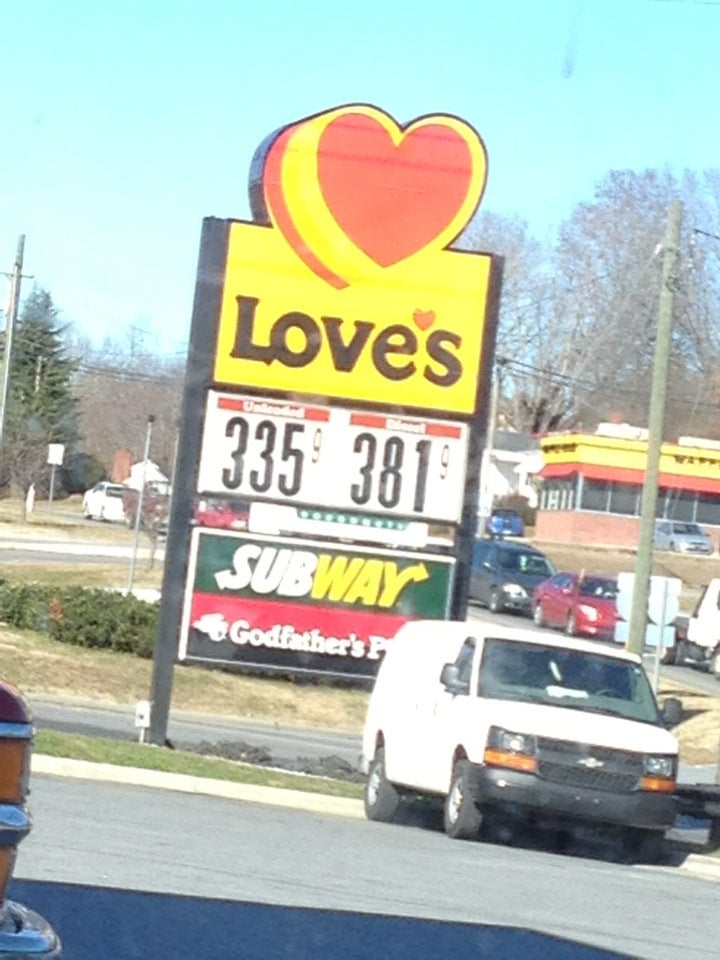 Love's
Unleaded Diesel
335 9 381 9
SUBWAY
Godfather's P